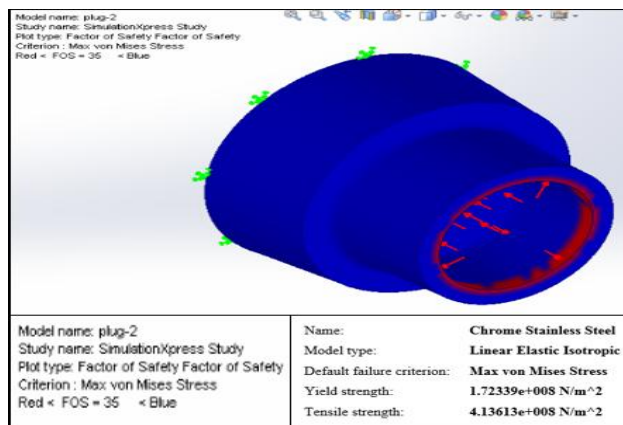 Model name: plug-2
Study name: SimulationXpress Study
Plot type: Factor of Safety Factor of Safety
Criterion : Max von Mises Stress
Red < FOS = 35 < Blue
Model name: plug-2
Study name: SimulationXpress Study
Plot type: Factor of Safety Factor of Safety
Criterion : Max von Mises Stress
Red < FOS = 35 < Blue
Name: Chrome Stainless Steel
Model type: Linear Elastic Isotropic
Default failure criterion: Max von Mises Stress
Yield strength: 1.72339e+008 N/m^2
Tensile strength: 4.13613e+008 N/m^2